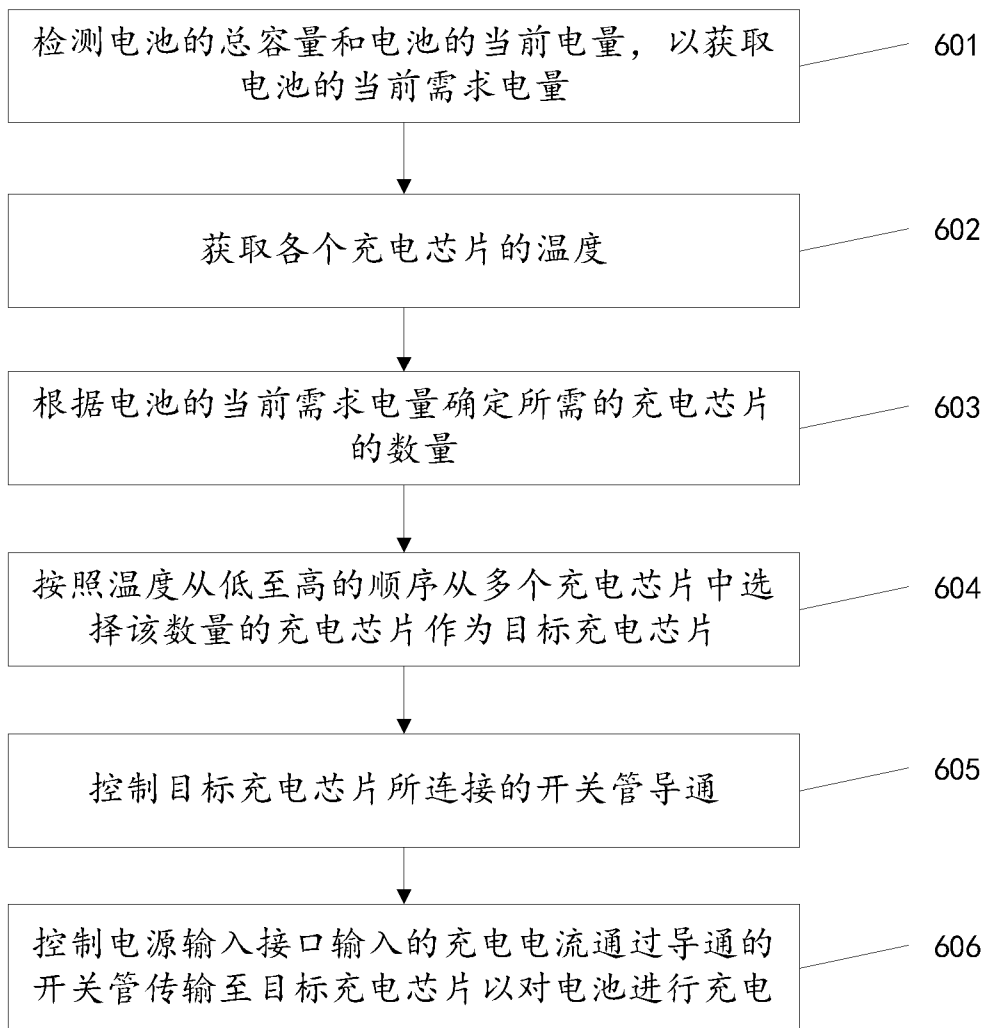 检测电池的总容量和电池的当前电量，以获取
电池的当前需求电量
601
获取各个充电芯片的温度
602
根据电池的当前需求电量确定所需的充电芯片
的数量
603
按照温度从低至高的顺序从多个充电芯片中选
择该数量的充电芯片作为目标充电芯片
604
控制目标充电芯片所连接的开关管导通
605
控制电源输入接口输入的充电电流通过导通的
开关管传输至目标充电芯片以对电池进行充电
606